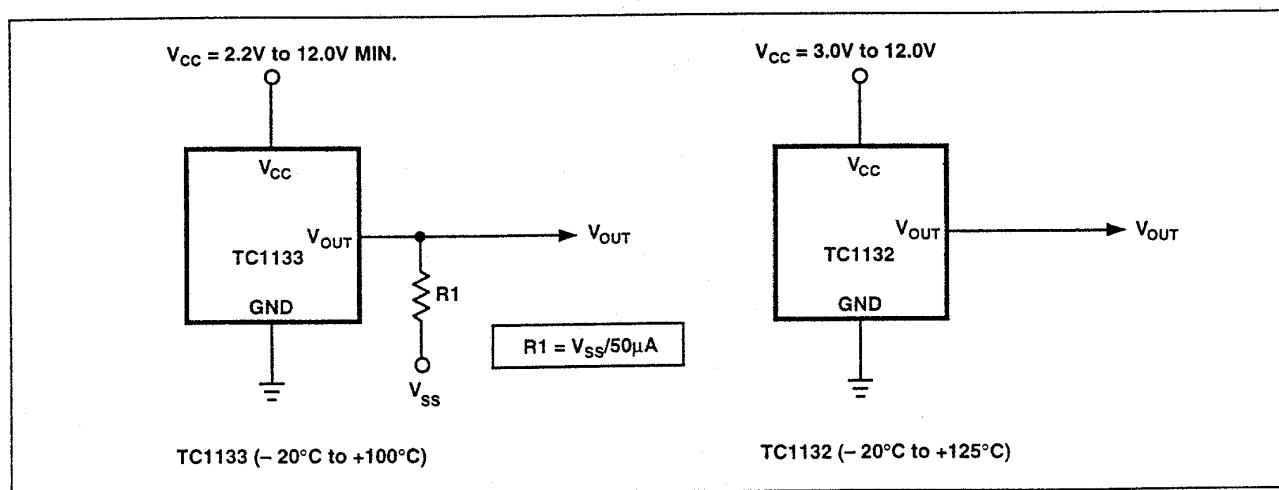 V_CC = 2.2V to 12.0V MIN.
V_CC
V_OUT
TC1133
GND
V_OUT
R1
V_SS
R1 = V_SS/50µA
TC1133 (– 20°C to +100°C)
V_CC = 3.0V to 12.0V
V_CC
V_OUT
TC1132
GND
V_OUT
TC1132 (– 20°C to +125°C)